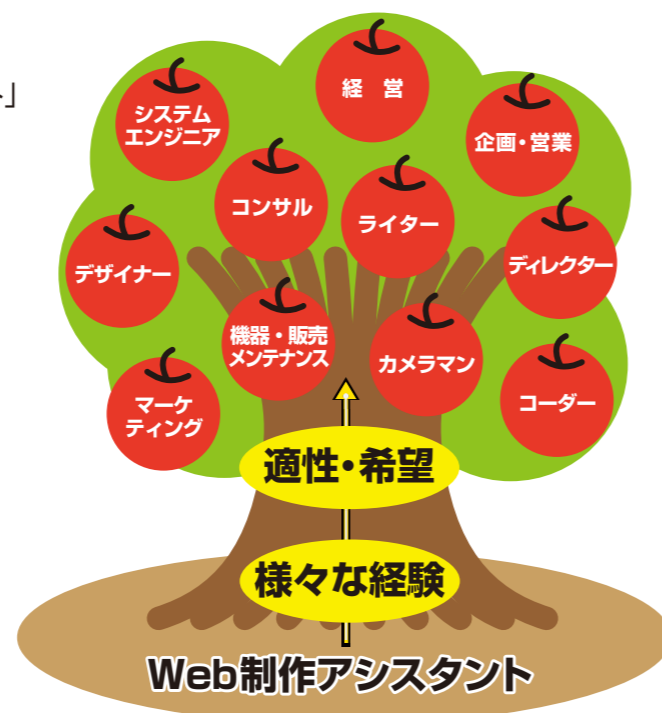 ト」
経 営
システム
エンジニア
企画・営業
コンサル
ライター
デザイナー
ディレクター
機器・販売
メンテナンス
カメラマン
マーケ
ティング
コーダー
適性・希望
様々な経験
Web制作アシスタント